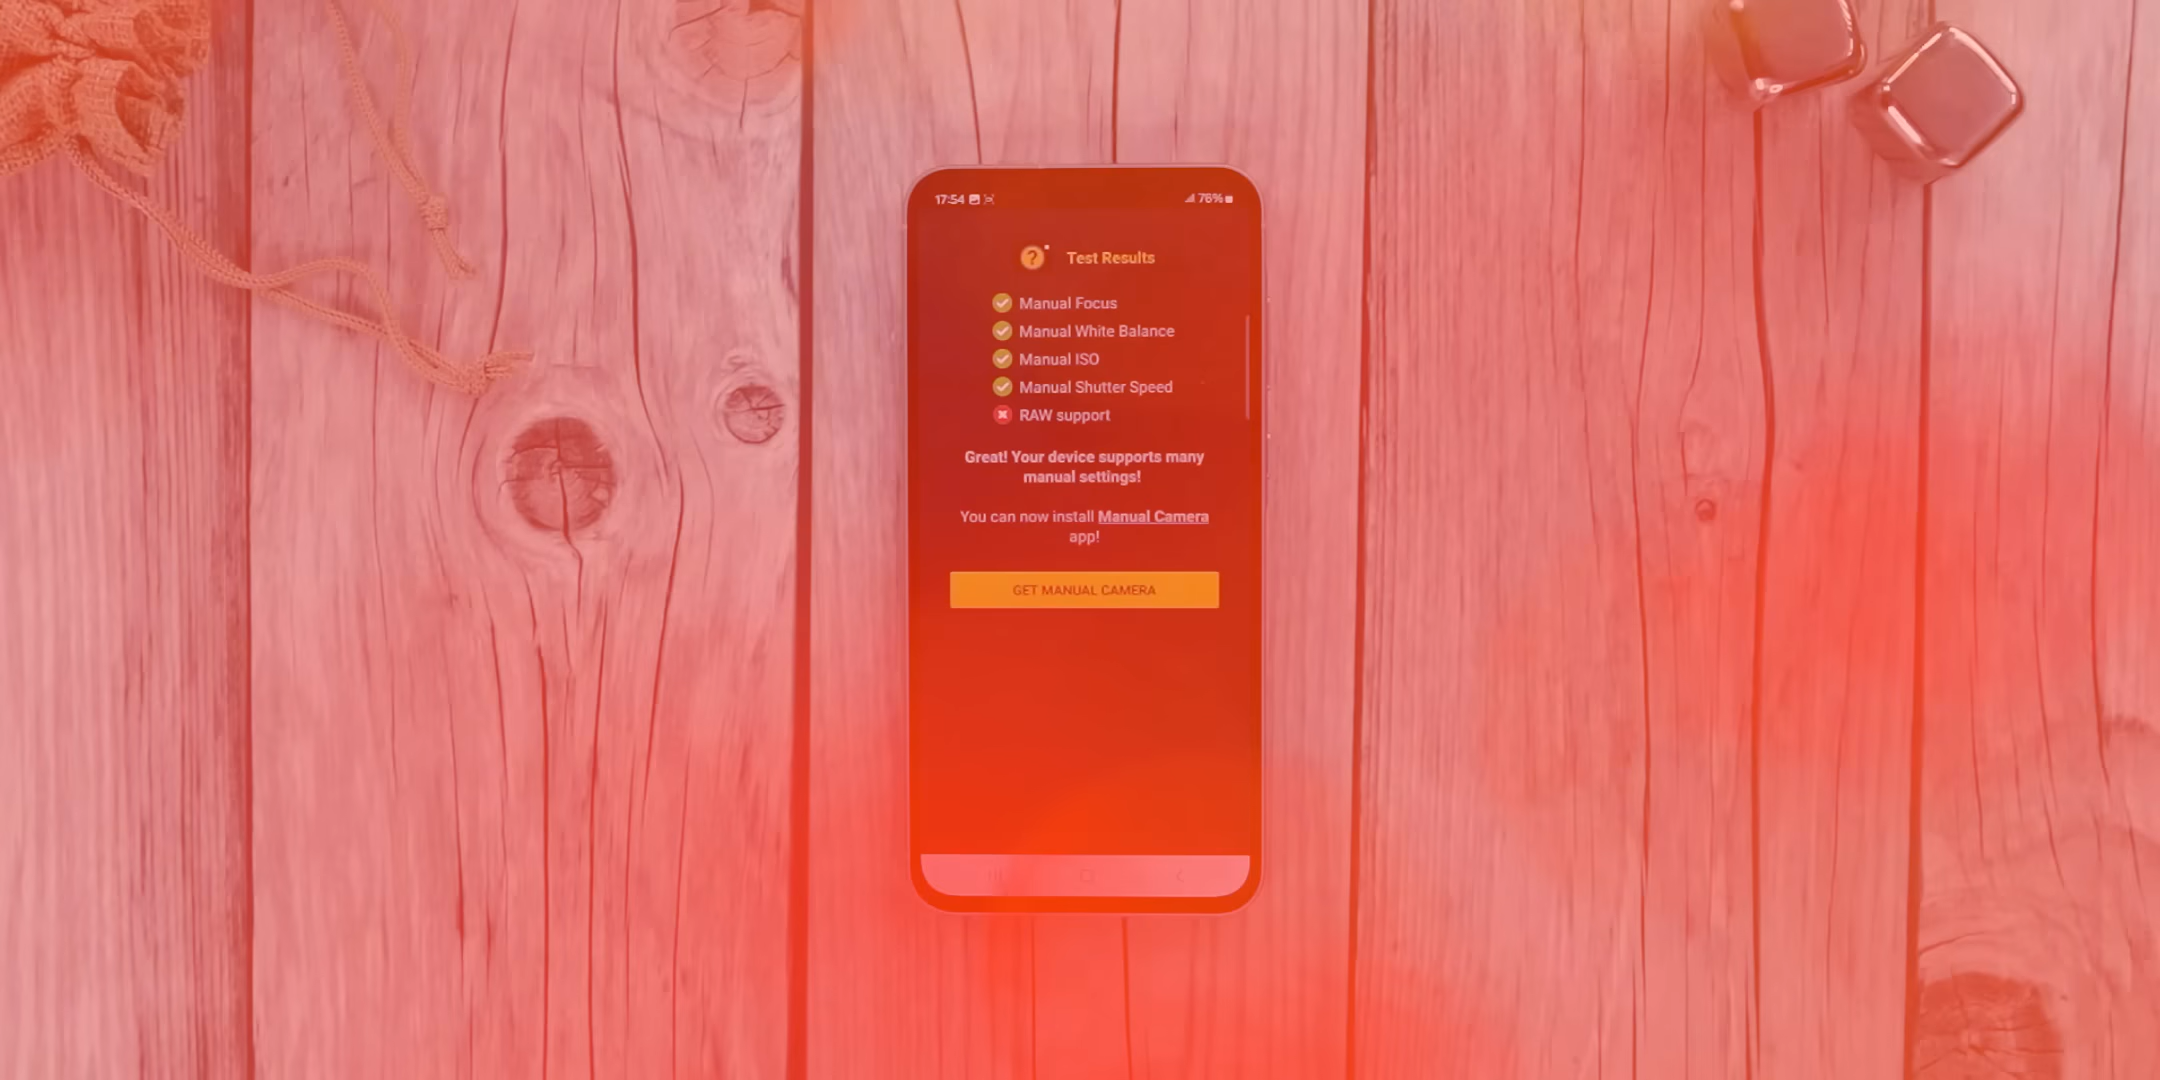 17:54 76%
Test Results
Manual Focus
Manual White Balance
Manual ISO
Manual Shutter Speed
RAW support
Great! Your device supports many
manual settings!
You can now install Manual Camera
app!
GET MANUAL CAMERA